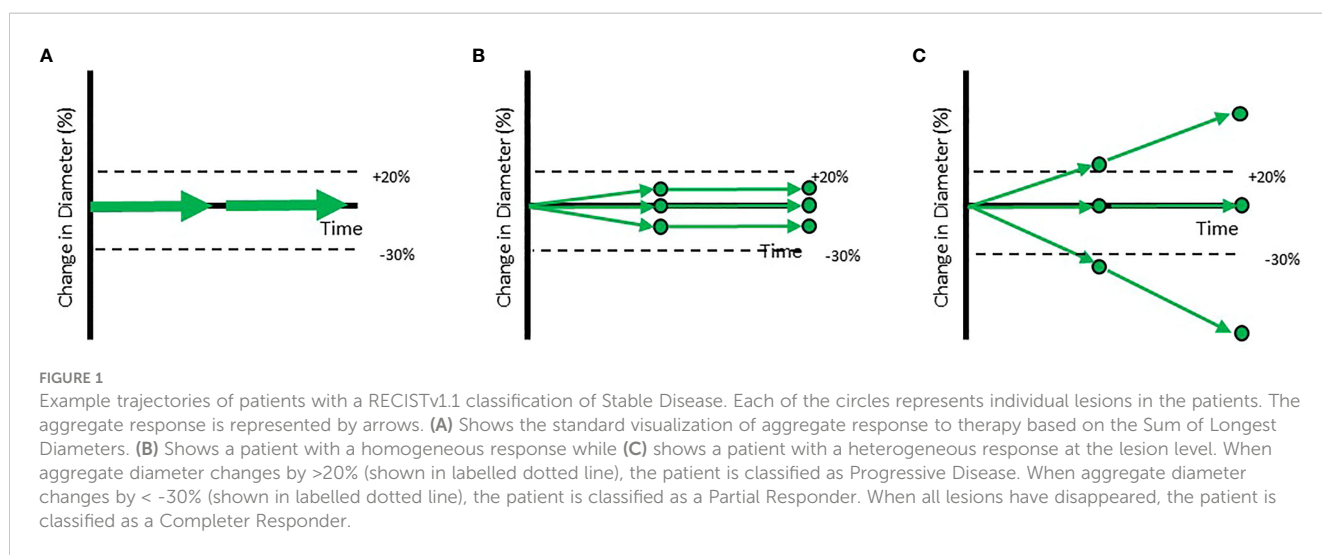 A
B
C
Change in Diameter (%)
+20%
Time
-30%
Change in Diameter (%)
+20%
Time
-30%
Change in Diameter (%)
+20%
Time
-30%
FIGURE 1
Example trajectories of patients with a RECISTv1.1 classification of Stable Disease. Each of the circles represents individual lesions in the patients. The
aggregate response is represented by arrows. (A) Shows the standard visualization of aggregate response to therapy based on the Sum of Longest
Diameters. (B) Shows a patient with a homogeneous response while (C) shows a patient with a heterogeneous response at the lesion level. When
aggregate diameter changes by >20% (shown in labelled dotted line), the patient is classified as Progressive Disease. When aggregate diameter
changes by < -30% (shown in labelled dotted line), the patient is classified as a Partial Responder. When all lesions have disappeared, the patient is
classified as a Completer Responder.